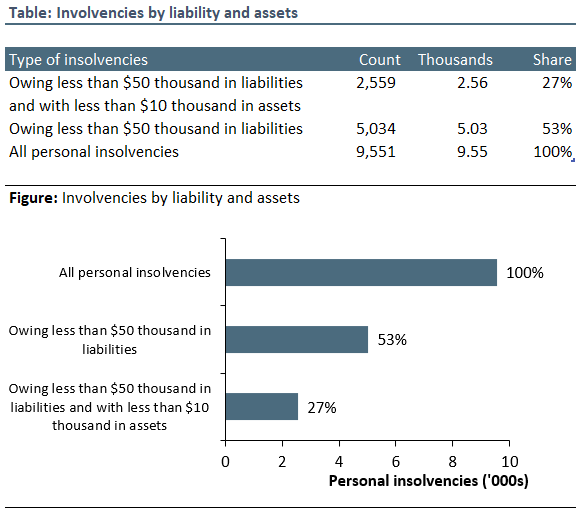 Table: Involvencies by liability and assets
Type of insolvencies Count Thousands Share
Owing less than $50 thousand in liabilities 2,559 2.56 27%
and with less than $10 thousand in assets
Owing less than $50 thousand in liabilities 5,034 5.03 53%
All personal insolvencies 9,551 9.55 100%
Figure: Involvencies by liability and assets
All personal insolvencies 100%
Owing less than $50 thousand in
liabilities
53%
Owing less than $50 thousand in
liabilities and with less than $10
thousand in assets
27%
0 2 4 6 8 10
Personal insolvencies ('000s)